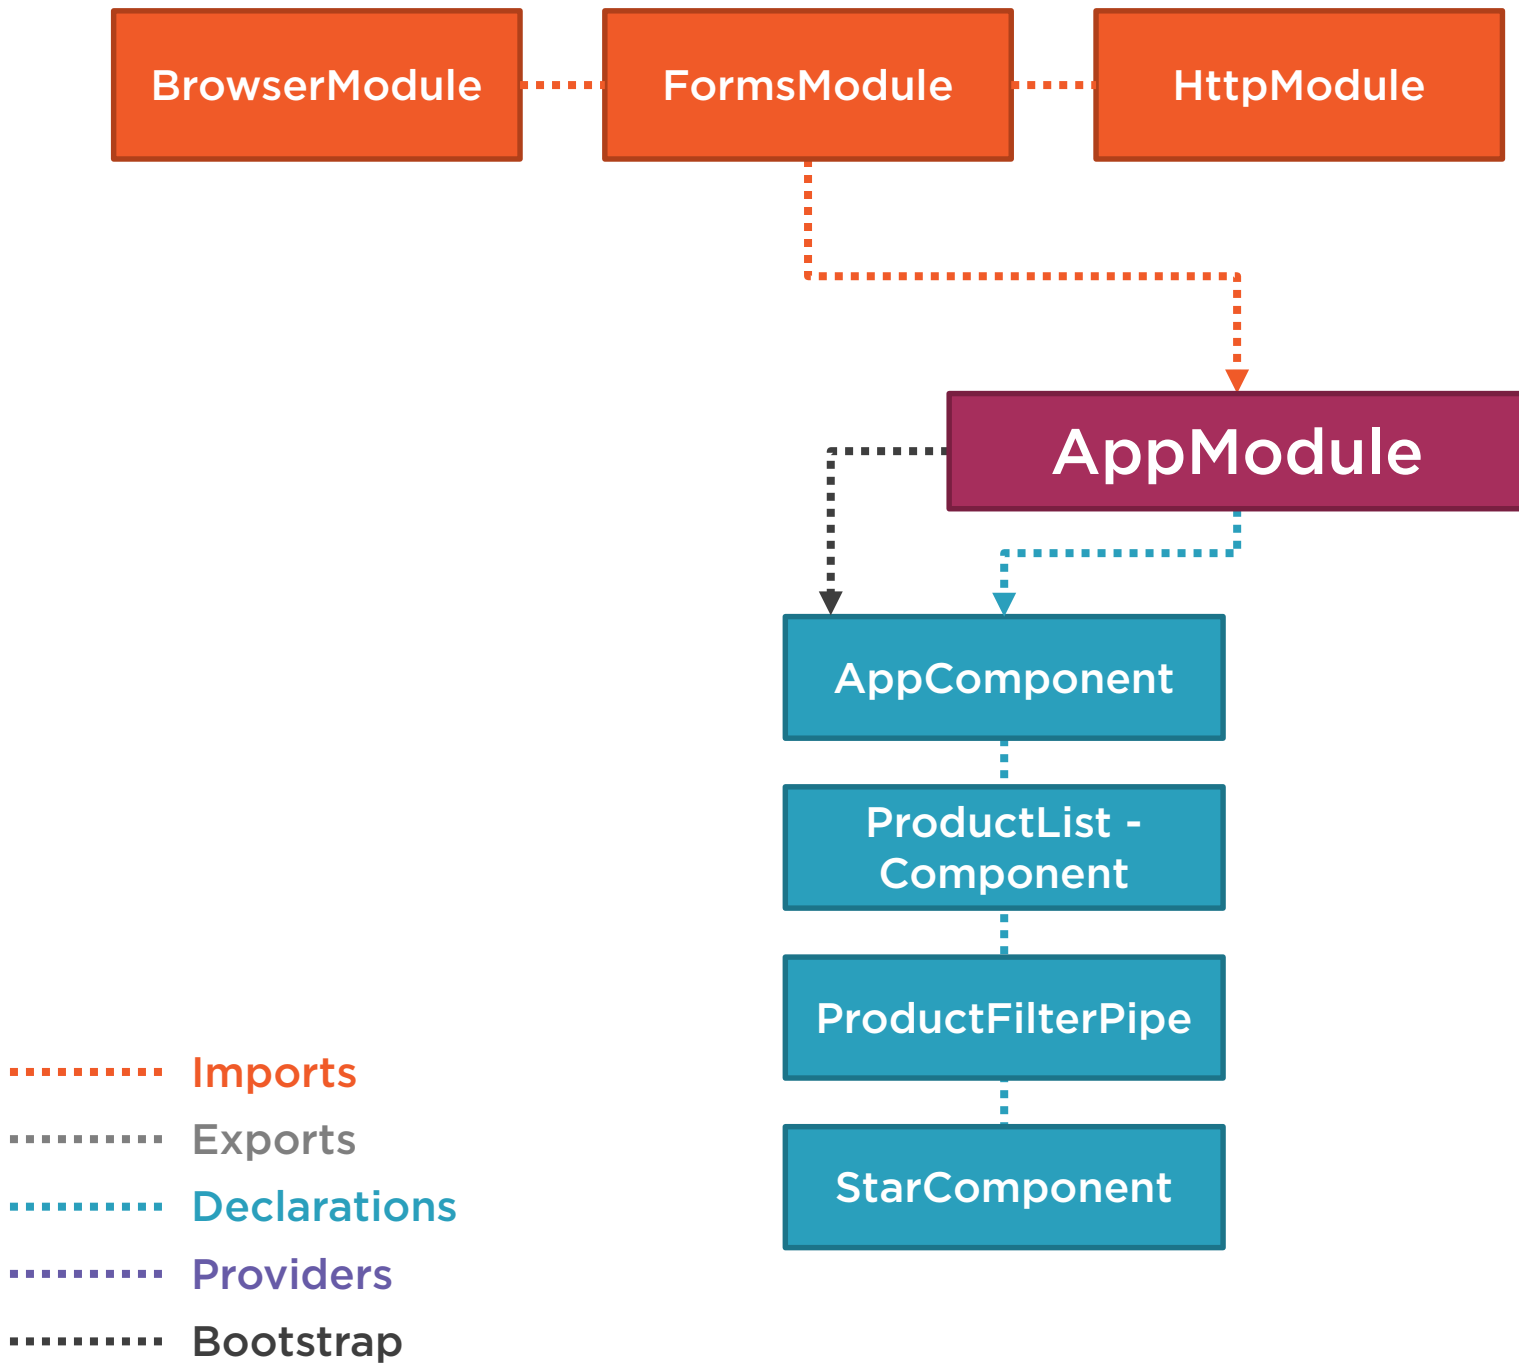 BrowserModule
FormsModule
HttpModule
AppModule
AppComponent
ProductList -
Component
ProductFilterPipe
StarComponent
Imports
Exports
Declarations
Providers
Bootstrap